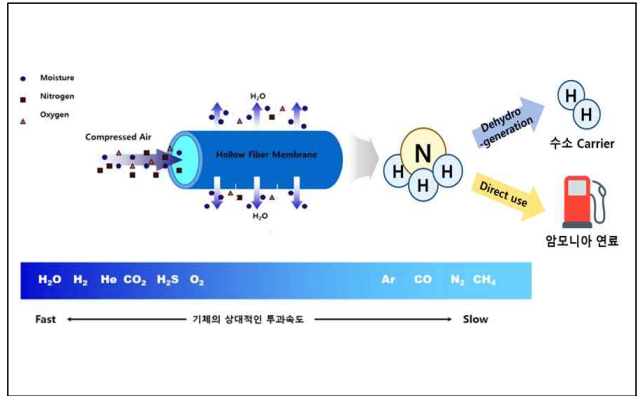 Moisture
Nitrogen
Oxygen
Compressed Air
H₂O
Hollow Fiber Membrane
H₂O
N
H
H
H
Dehydro
-generation
H
H
수소 Carrier
Direct use
암모니아 연료
H₂O H₂ He CO₂ H₂S O₂ Ar CO N₂ CH₄
Fast 기체의 상대적인 투과속도 Slow